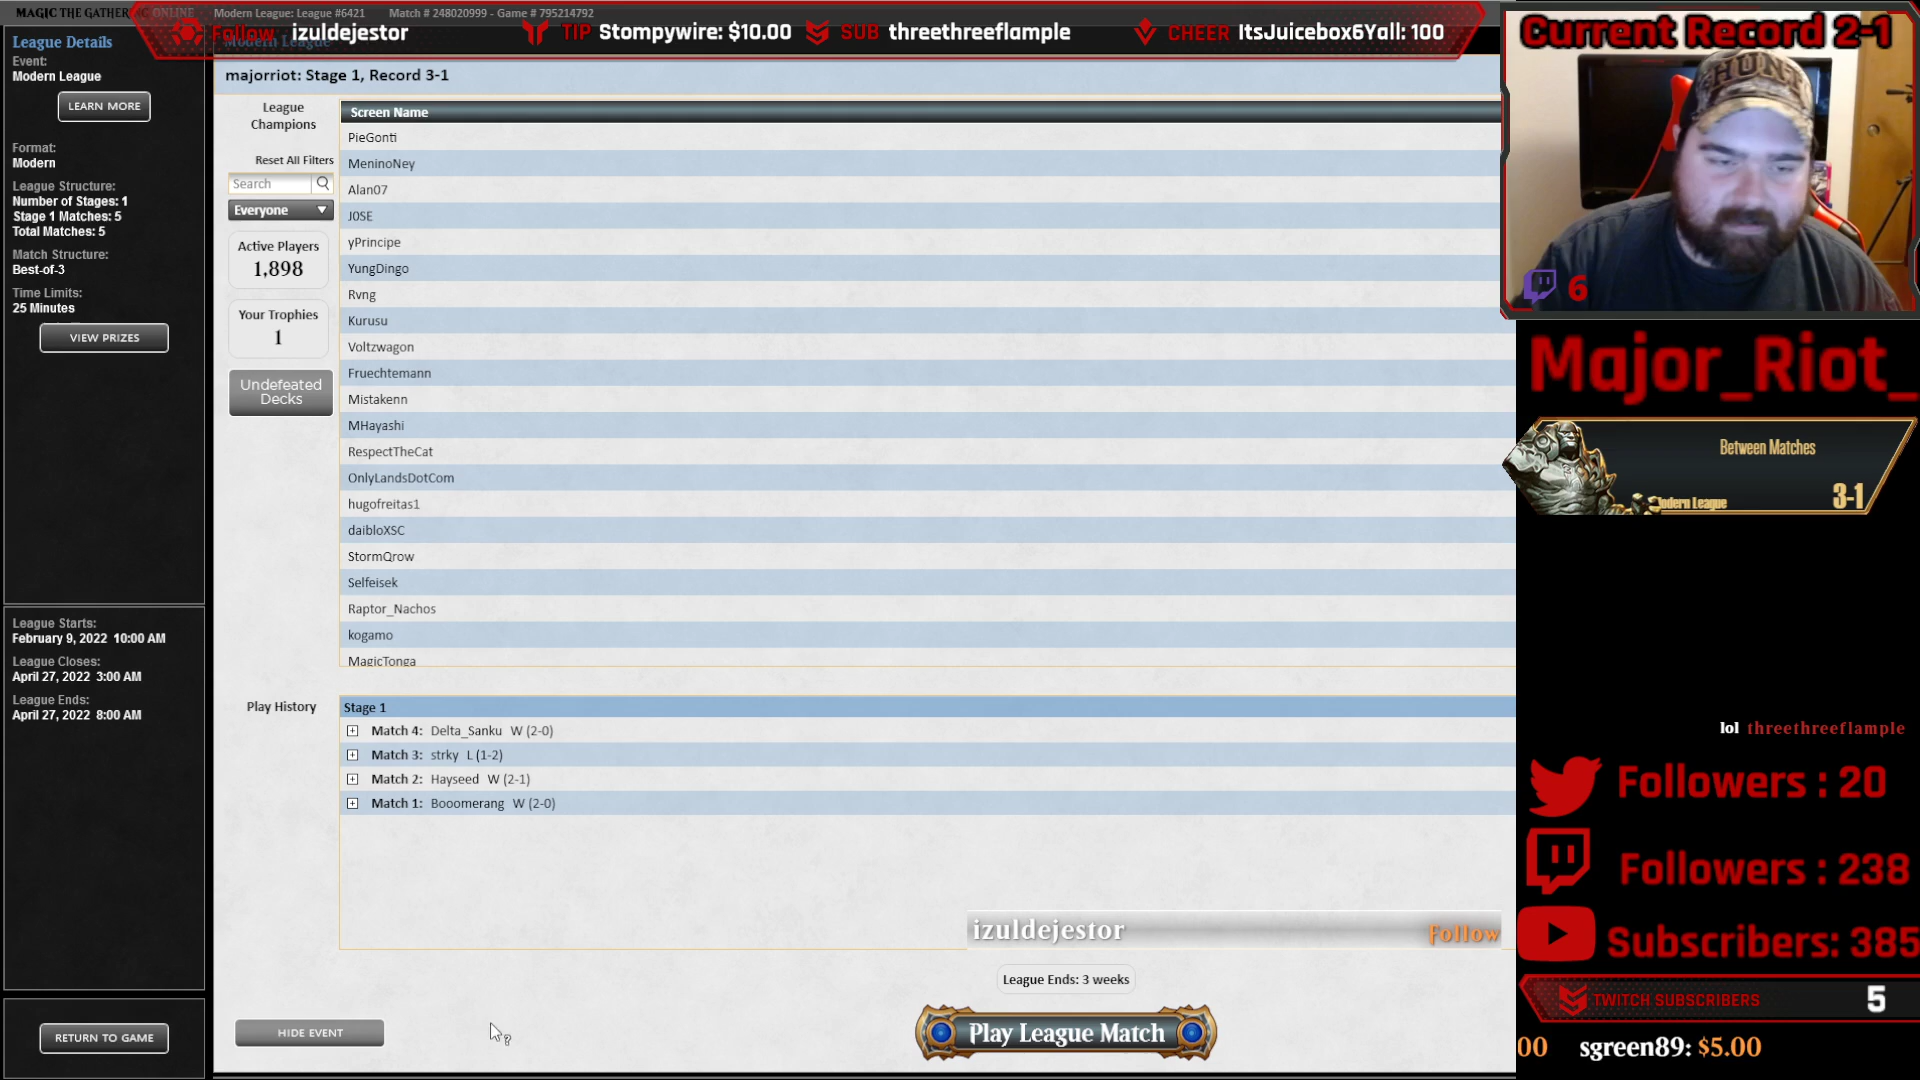 MAGIC THE GATHERING ONLINE
Modern League: League #6421 Match # 248020999 - Game # 795214792
Follow izuldejestor TIP Stompywire: $10.00 SUB threethreeflample CHEER ItsJuicebox6Yall: 100
Current Record 2-1
League Details
Event:
Modern League
LEARN MORE
Format:
Modern
League Structure:
Number of Stages: 1
Stage 1 Matches: 5
Total Matches: 5
Match Structure:
Best-of-3
Time Limits:
25 Minutes
VIEW PRIZES
League Starts:
February 9, 2022 10:00 AM
League Closes:
April 27, 2022 3:00 AM
League Ends:
April 27, 2022 8:00 AM
RETURN TO GAME
Modern League
majorriot: Stage 1, Record 3-1
League
Champions
Reset All Filters
Search
Everyone
Active Players
1,898
Your Trophies
1
Undefeated
Decks
Screen Name
PieGonti
MeninoNey
Alan07
J0SE
yPrincipe
YungDingo
Rvng
Kurusu
Voltzwagon
Fruechtemann
Mistakenn
MHayashi
RespectTheCat
OnlyLandsDotCom
hugofreitas1
daibloXSC
StormQrow
Selfeisek
Raptor_Nachos
kogamo
MagicTonga
Play History
Stage 1
Match 4: Delta_Sanku W (2-0)
Match 3: strky L (1-2)
Match 2: Hayseed W (2-1)
Match 1: Booomerang W (2-0)
izuldejestor Follow
League Ends: 3 weeks
HIDE EVENT
Play League Match
HUNT
6
Major_Riot_
Between Matches
Modern League 3-1
lol threethreeflample
Followers : 20
Followers : 238
Subscribers: 385
TWITCH SUBSCRIBERS 5
00 sgreen89: $5.00